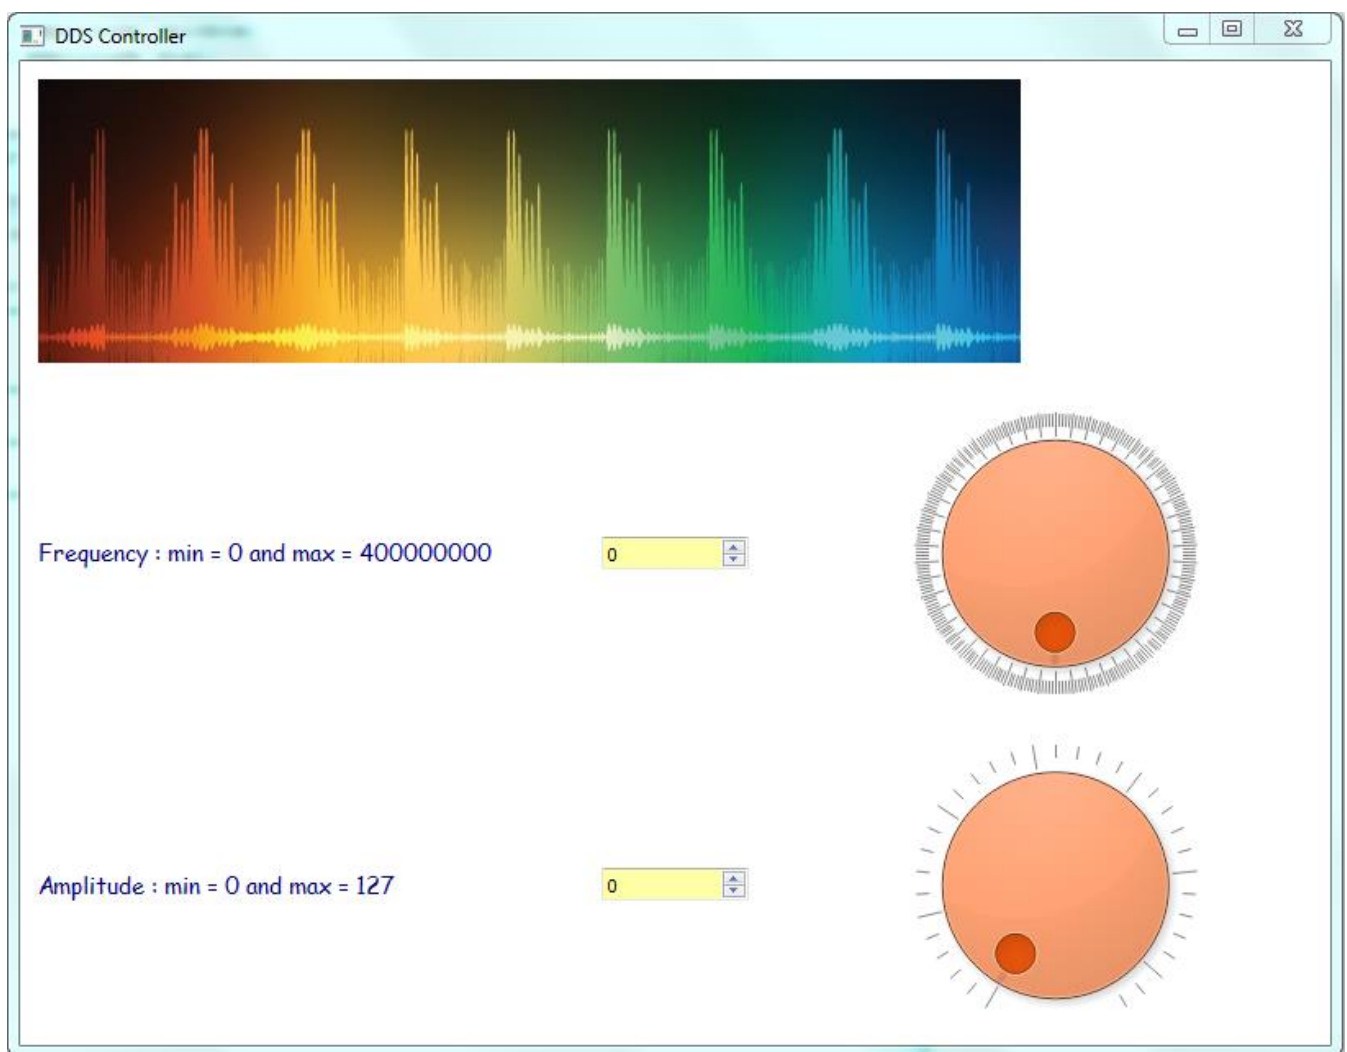 DDS Controller
Frequency : min = 0 and max = 400000000
0
Amplitude : min = 0 and max = 127
0